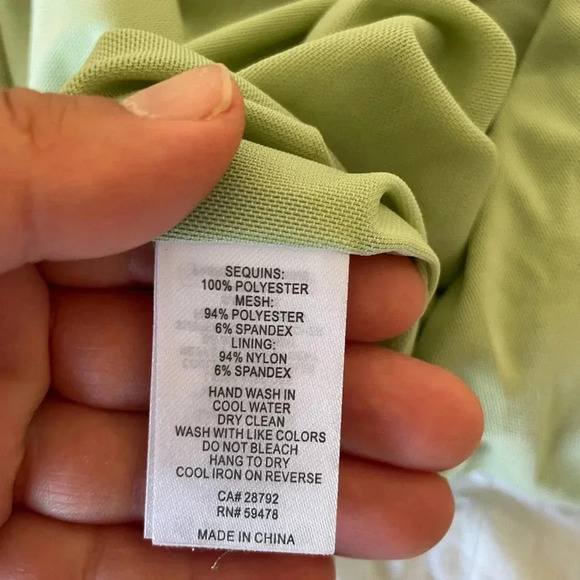 SEQUINS:
100% POLYESTER
MESH:
94% POLYESTER
6% SPANDEX
LINING:
94% NYLON
6% SPANDEX
HAND WASH IN
COOL WATER
DRY CLEAN
WASH WITH LIKE COLORS
DO NOT BLEACH
HANG TO DRY
COOL IRON ON REVERSE
CA# 28792
RN# 59478
MADE IN CHINA